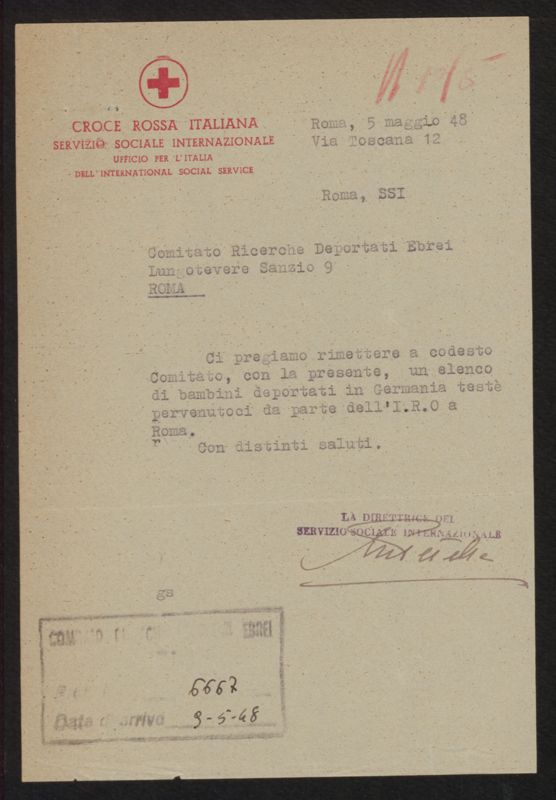 CROCE ROSSA ITALIANA
SERVIZIO SOCIALE INTERNAZIONALE
UFFICIO PER L'ITALIA
DELL'INTERNATIONAL SOCIAL SERVICE
Roma, 5 maggio 48
Via Toscana 12
Roma, SSI
Comitato Ricerche Deportati Ebrei
Lungotevere Sanzio 9
ROMA
Ci pregiamo rimettere a codesto
Comitato, con la presente, un elenco
di bambini deportati in Germania testè
pervenutoci da parte dell'I.R.O a
Roma.
r
Con distinti saluti.
LA DIRETTRICE DEL
SERVIZIO SOCIALE INTERNAZIONALE
gs
EBREI
6667
Data di arrivo 9-5-48